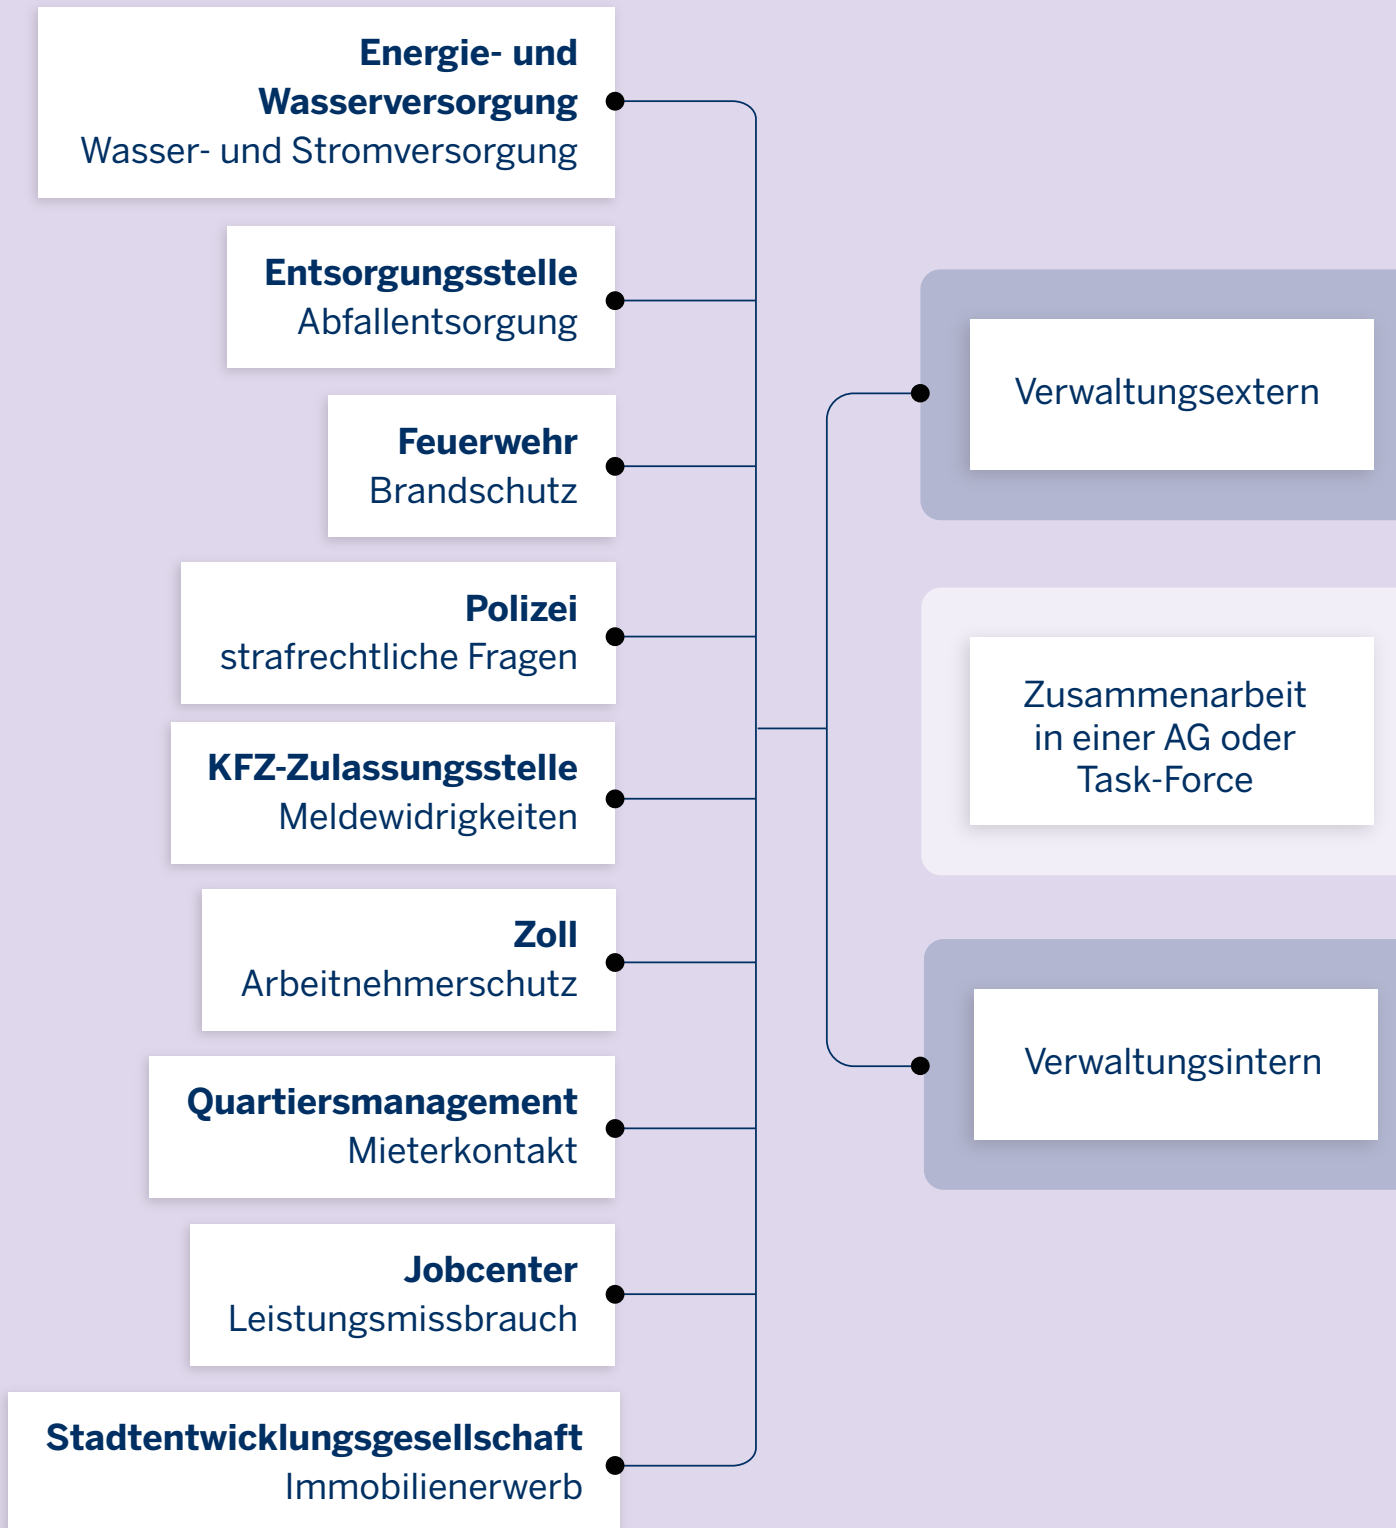 Energie- und
Wasserversorgung
Wasser- und Stromversorgung
Entsorgungsstelle
Abfallentsorgung
Feuerwehr
Brandschutz
Polizei
strafrechtliche Fragen
KFZ-Zulassungsstelle
Meldewidrigkeiten
Zoll
Arbeitnehmerschutz
Quartiersmanagement
Mieterkontakt
Jobcenter
Leistungsmissbrauch
Stadtentwicklungsgesellschaft
Immobilienerwerb
Verwaltungsextern
Zusammenarbeit
in einer AG oder
Task-Force
Verwaltungsintern